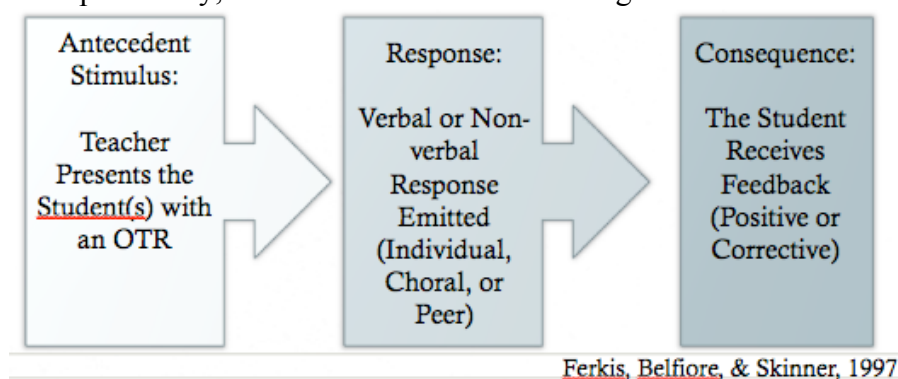 Antecedent
Stimulus:
Teacher
Presents the
Student(s) with
an OTR
Response:
Verbal or Non-
verbal
Response
Emitted
(Individual,
Choral, or
Peer)
Consequence:
The Student
Receives
Feedback
(Positive or
Corrective)
Ferkis, Belfiore, & Skinner, 1997